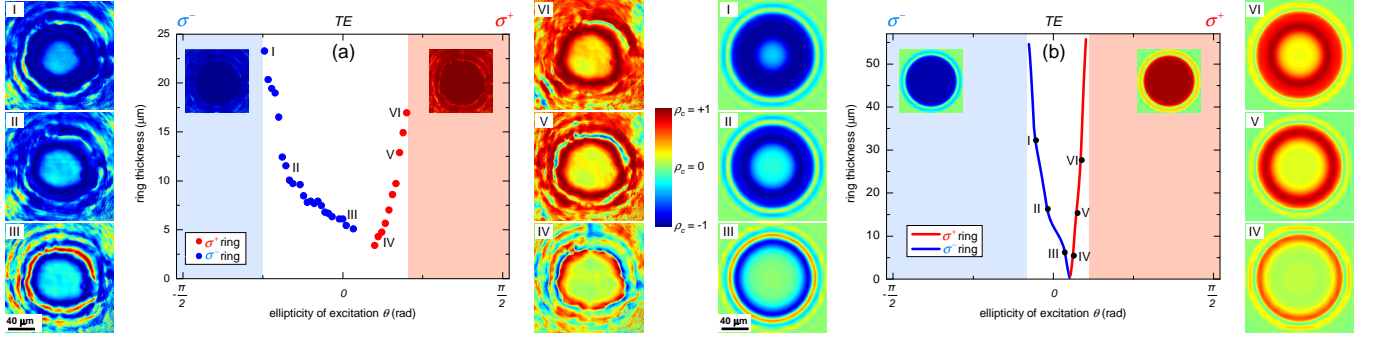 I
II
III
40 µm
σ⁻
TE
σ⁺
(a)
25
20
15
10
5
0
ring thickness (µm)
I
II
III
IV
V
VI
σ⁺ ring
σ⁻ ring
-π/2
0
π/2
ellipticity of excitation θ (rad)
VI
V
IV
ρc = +1
ρc = 0
ρc = -1
I
II
III
40 µm
σ⁻
TE
σ⁺
(b)
50
40
30
20
10
0
ring thickness (µm)
I
II
III
IV
V
VI
σ⁺ ring
σ⁻ ring
-π/2
0
π/2
ellipticity of excitation θ (rad)
VI
V
IV